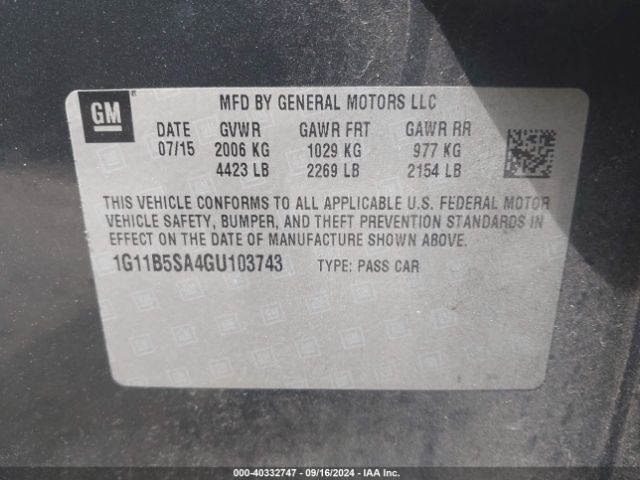 GM
MFD BY GENERAL MOTORS LLC
DATE GVWR GAWR FRT GAWR RR
07/15 2006 KG 1029 KG 977 KG
4423 LB 2269 LB 2154 LB
THIS VEHICLE CONFORMS TO ALL APPLICABLE U.S. FEDERAL MOTOR
VEHICLE SAFETY, BUMPER, AND THEFT PREVENTION STANDARDS IN
EFFECT ON THE DATE OF MANUFACTURE SHOWN ABOVE.
1G11B5SA4GU103743 TYPE: PASS CAR
000-40332747 - 09/16/2024 - IAA Inc.